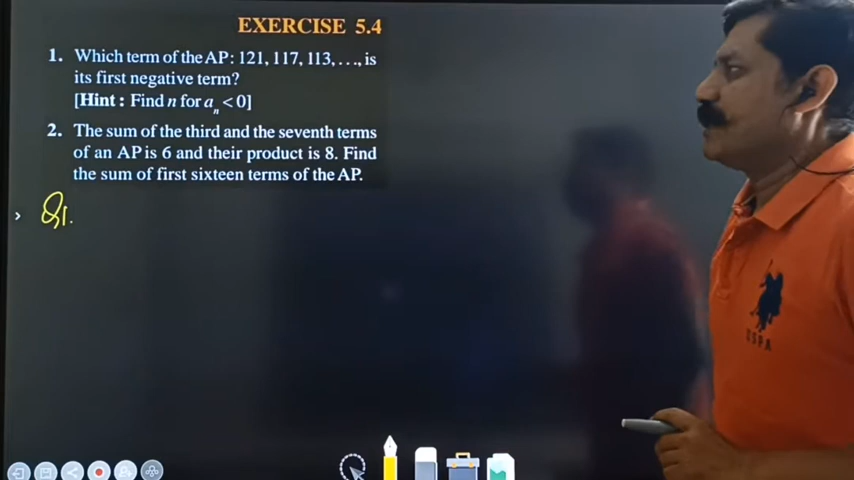 EXERCISE 5.4
1. Which term of the AP : 121, 117, 113, . . ., is
its first negative term?
[Hint : Find n for aₙ < 0]
2. The sum of the third and the seventh terms
of an AP is 6 and their product is 8. Find
the sum of first sixteen terms of the AP.
Q1.
USPA